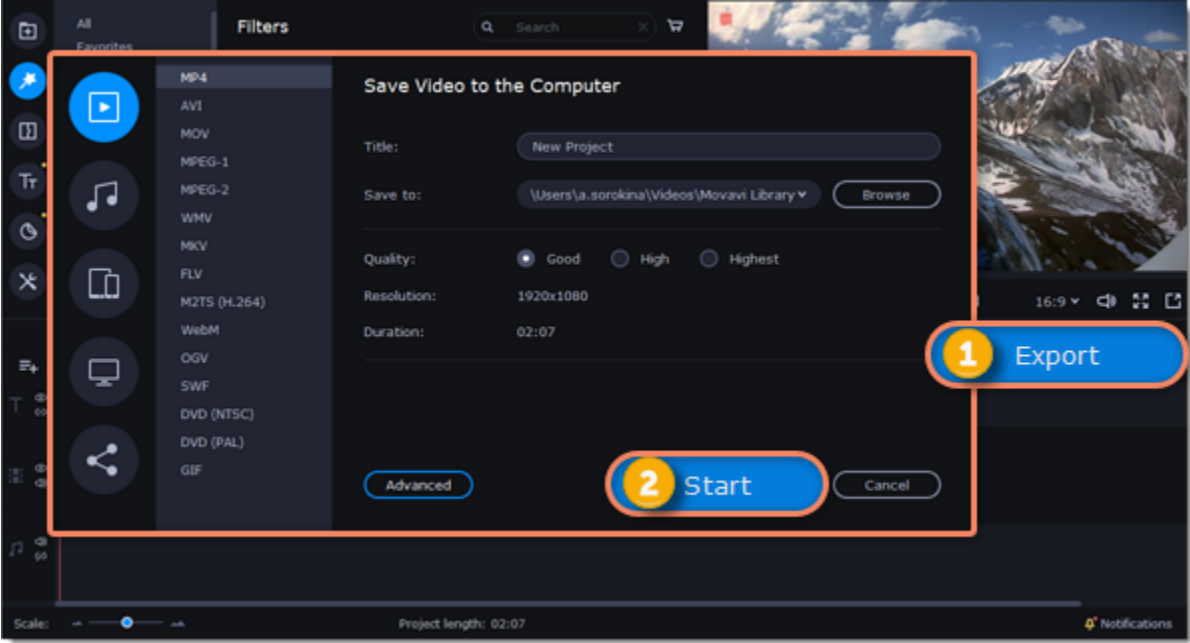 All
Favorites
Filters
Search
MP4
AVI
MOV
MPEG-1
MPEG-2
WMV
MKV
FLV
M2TS (H.264)
WebM
OGV
SWF
DVD (NTSC)
DVD (PAL)
GIF
Save Video to the Computer
Title: New Project
Save to: \Users\a.sorokina\Videos\Movavi Library Browse
Quality: Good High Highest
Resolution: 1920x1080
Duration: 02:07
Advanced
2 Start
Cancel
16:9
1 Export
Scale:
Project length: 02:07
Notifications